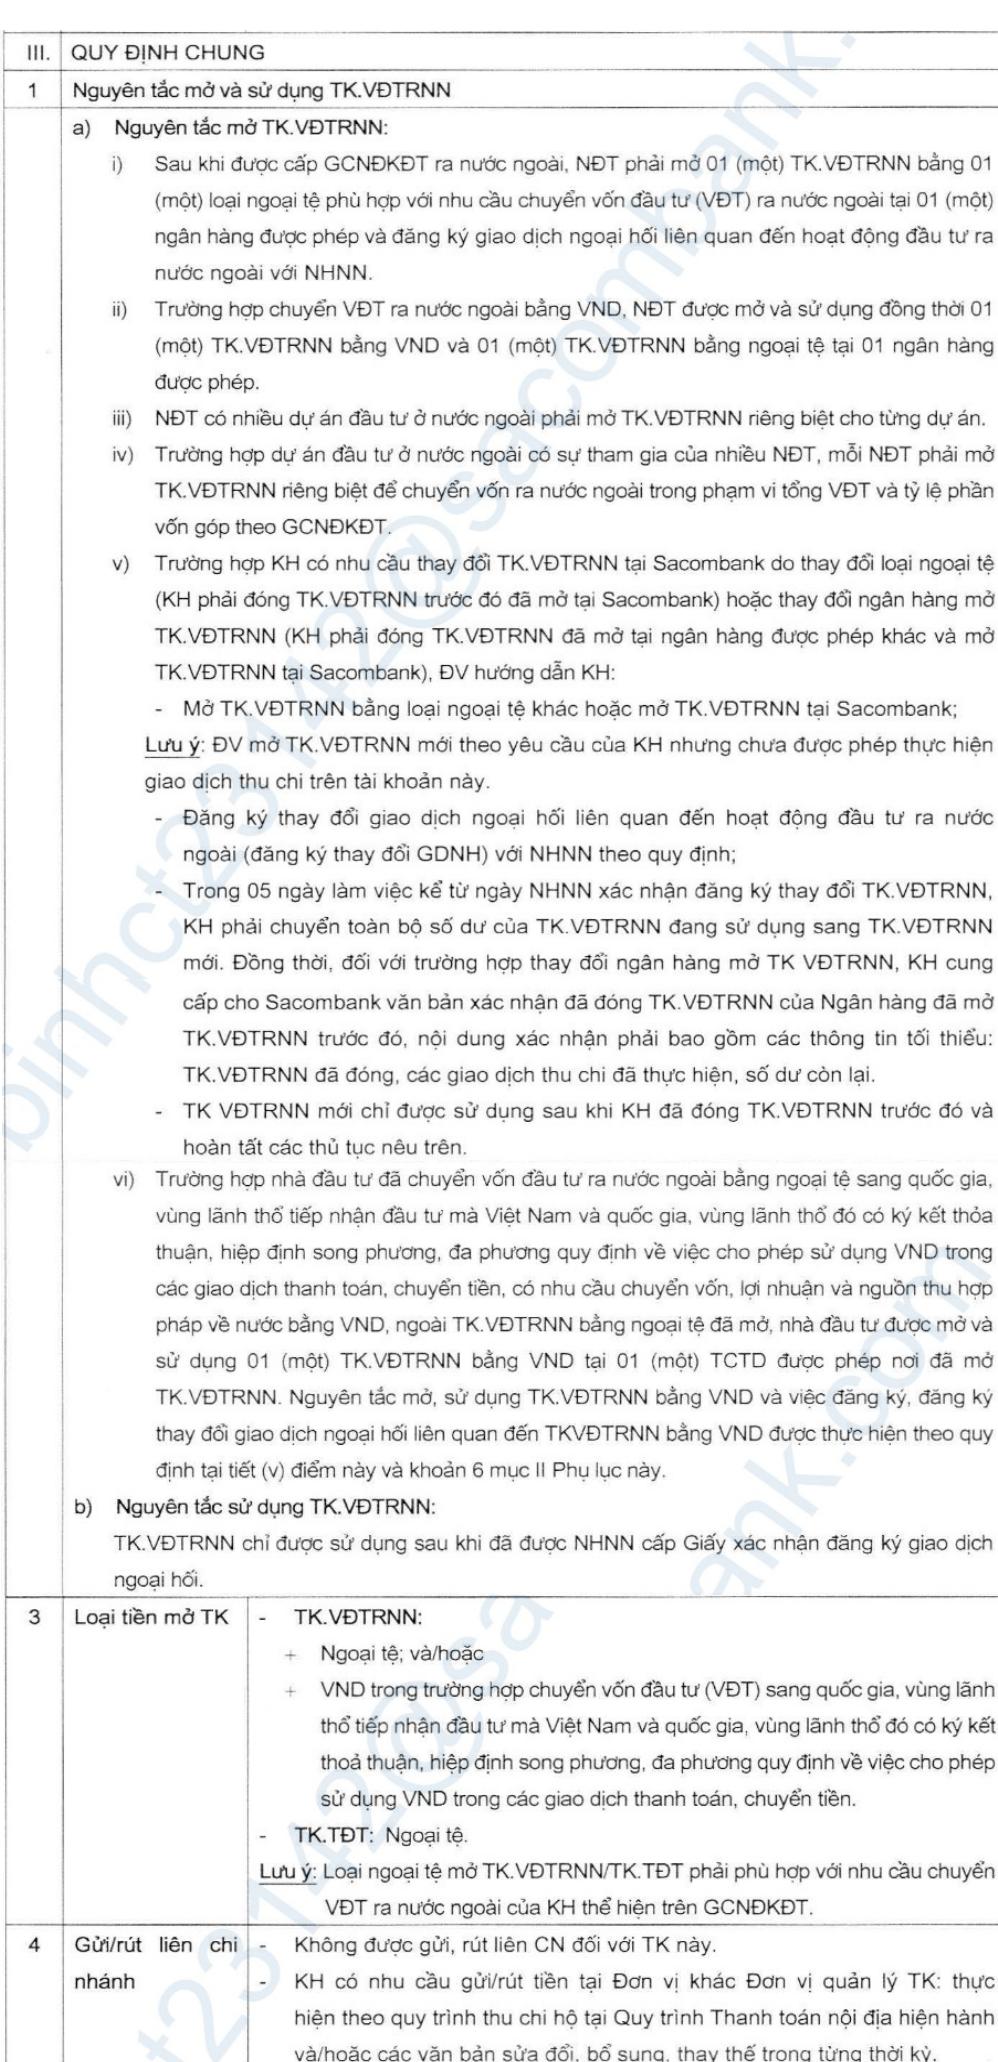 III. QUY ĐỊNH CHUNG
1 Nguyên tắc mở và sử dụng TK.VĐTRNN
a) Nguyên tắc mở TK.VĐTRNN:
i) Sau khi được cấp GCNĐKĐT ra nước ngoài, NĐT phải mở 01 (một) TK.VĐTRNN bằng 01
(một) loại ngoại tệ phù hợp với nhu cầu chuyển vốn đầu tư (VĐT) ra nước ngoài tại 01 (một)
ngân hàng được phép và đăng ký giao dịch ngoại hối liên quan đến hoạt động đầu tư ra
nước ngoài với NHNN.
ii) Trường hợp chuyển VĐT ra nước ngoài bằng VND, NĐT được mở và sử dụng đồng thời 01
(một) TK.VĐTRNN bằng VND và 01 (một) TK.VĐTRNN bằng ngoại tệ tại 01 ngân hàng
được phép.
iii) NĐT có nhiều dự án đầu tư ở nước ngoài phải mở TK.VĐTRNN riêng biệt cho từng dự án.
iv) Trường hợp dự án đầu tư ở nước ngoài có sự tham gia của nhiều NĐT, mỗi NĐT phải mở
TK.VĐTRNN riêng biệt để chuyển vốn ra nước ngoài trong phạm vi tổng VĐT và tỷ lệ phần
vốn góp theo GCNĐKĐT.
v) Trường hợp KH có nhu cầu thay đổi TK.VĐTRNN tại Sacombank do thay đổi loại ngoại tệ
(KH phải đóng TK.VĐTRNN trước đó đã mở tại Sacombank) hoặc thay đổi ngân hàng mở
TK.VĐTRNN (KH phải đóng TK.VĐTRNN đã mở tại ngân hàng được phép khác và mở
TK.VĐTRNN tại Sacombank), ĐV hướng dẫn KH:
- Mở TK.VĐTRNN bằng loại ngoại tệ khác hoặc mở TK.VĐTRNN tại Sacombank;
Lưu ý: ĐV mở TK.VĐTRNN mới theo yêu cầu của KH nhưng chưa được phép thực hiện
giao dịch thu chi trên tài khoản này.
- Đăng ký thay đổi giao dịch ngoại hối liên quan đến hoạt động đầu tư ra nước
ngoài (đăng ký thay đổi GDNH) với NHNN theo quy định;
- Trong 05 ngày làm việc kể từ ngày NHNN xác nhận đăng ký thay đổi TK.VĐTRNN,
KH phải chuyển toàn bộ số dư của TK.VĐTRNN đang sử dụng sang TK.VĐTRNN
mới. Đồng thời, đối với trường hợp thay đổi ngân hàng mở TK VĐTRNN, KH cung
cấp cho Sacombank văn bản xác nhận đã đóng TK.VĐTRNN của Ngân hàng đã mở
TK.VĐTRNN trước đó, nội dung xác nhận phải bao gồm các thông tin tối thiểu:
TK.VĐTRNN đã đóng, các giao dịch thu chi đã thực hiện, số dư còn lại.
- TK VĐTRNN mới chỉ được sử dụng sau khi KH đã đóng TK.VĐTRNN trước đó và
hoàn tất các thủ tục nêu trên.
vi) Trường hợp nhà đầu tư đã chuyển vốn đầu tư ra nước ngoài bằng ngoại tệ sang quốc gia,
vùng lãnh thổ tiếp nhận đầu tư mà Việt Nam và quốc gia, vùng lãnh thổ đó có ký kết thỏa
thuận, hiệp định song phương, đa phương quy định về việc cho phép sử dụng VND trong
các giao dịch thanh toán, chuyển tiền, có nhu cầu chuyển vốn, lợi nhuận và nguồn thu hợp
pháp về nước bằng VND, ngoài TK.VĐTRNN bằng ngoại tệ đã mở, nhà đầu tư được mở và
sử dụng 01 (một) TK.VĐTRNN bằng VND tại 01 (một) TCTD được phép nơi đã mở
TK.VĐTRNN. Nguyên tắc mở, sử dụng TK.VĐTRNN bằng VND và việc đăng ký, đăng ký
thay đổi giao dịch ngoại hối liên quan đến TKVĐTRNN bằng VND được thực hiện theo quy
định tại tiết (v) điểm này và khoản 6 mục II Phụ lục này.
b) Nguyên tắc sử dụng TK.VĐTRNN:
TK.VĐTRNN chỉ được sử dụng sau khi đã được NHNN cấp Giấy xác nhận đăng ký giao dịch
ngoại hối.
3 Loại tiền mở TK - TK.VĐTRNN:
+ Ngoại tệ; và/hoặc
+ VND trong trường hợp chuyển vốn đầu tư (VĐT) sang quốc gia, vùng lãnh
thổ tiếp nhận đầu tư mà Việt Nam và quốc gia, vùng lãnh thổ đó có ký kết
thoả thuận, hiệp định song phương, đa phương quy định về việc cho phép
sử dụng VND trong các giao dịch thanh toán, chuyển tiền.
- TK.TĐT: Ngoại tệ.
Lưu ý: Loại ngoại tệ mở TK.VĐTRNN/TK.TĐT phải phù hợp với nhu cầu chuyển
VĐT ra nước ngoài của KH thể hiện trên GCNĐKĐT.
4 Gửi/rút liên chi - Không được gửi, rút liên CN đối với TK này.
nhánh - KH có nhu cầu gửi/rút tiền tại Đơn vị khác Đơn vị quản lý TK: thực
hiện theo quy trình thu chi hộ tại Quy trình Thanh toán nội địa hiện hành
và/hoặc các văn bản sửa đổi, bổ sung, thay thế trong từng thời kỳ.